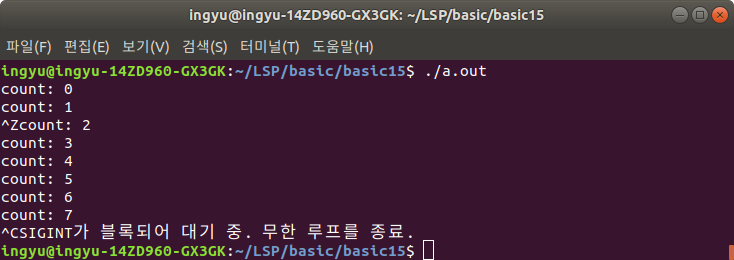 ingyu@ingyu-14ZD960-GX3GK: ~/LSP/basic/basic15
파일(F) 편집(E) 보기(V) 검색(S) 터미널(T) 도움말(H)
ingyu@ingyu-14ZD960-GX3GK:~/LSP/basic/basic15$ ./a.out
count: 0
count: 1
^Zcount: 2
count: 3
count: 4
count: 5
count: 6
count: 7
^CSIGINT가 블록되어 대기 중. 무한 루프를 종료.
ingyu@ingyu-14ZD960-GX3GK:~/LSP/basic/basic15$